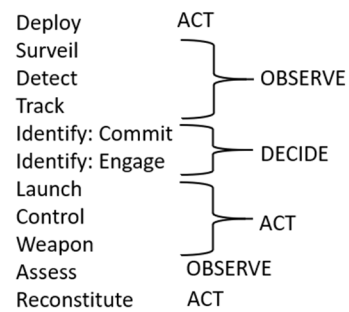 Deploy ACT
Surveil
Detect OBSERVE
Track
Identify: Commit
DECIDE
Identify: Engage
Launch
Control ACT
Weapon
Assess OBSERVE
Reconstitute ACT